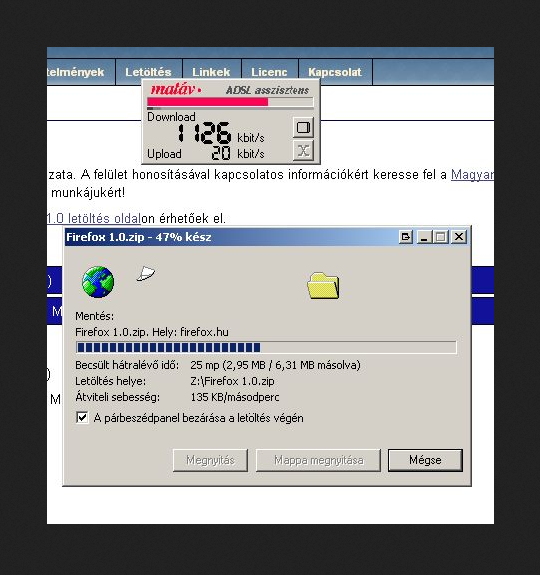 telmények Letöltés Linkek Licenc Kapcsolat
matáv ADSL asszisztens
Download
1126 kbit/s
Upload 20 kbit/s
zata. A felület honosításával kapcsolatos információkért keresse fel a Magyar
munkájukért!
1.0 letöltés oldalon érhetőek el.
Firefox 1.0.zip - 47% kész
)
M
Mentés:
Firefox 1.0.zip. Hely: firefox.hu
Becsült hátralévő idő: 25 mp (2,95 MB / 6,31 MB másolva)
)
Letöltés helye: Z:\Firefox 1.0.zip
M
Átviteli sebesség: 135 KB/másodperc
A párbeszédpanel bezárása a letöltés végén
Megnyitás Mappa megnyitása Mégse